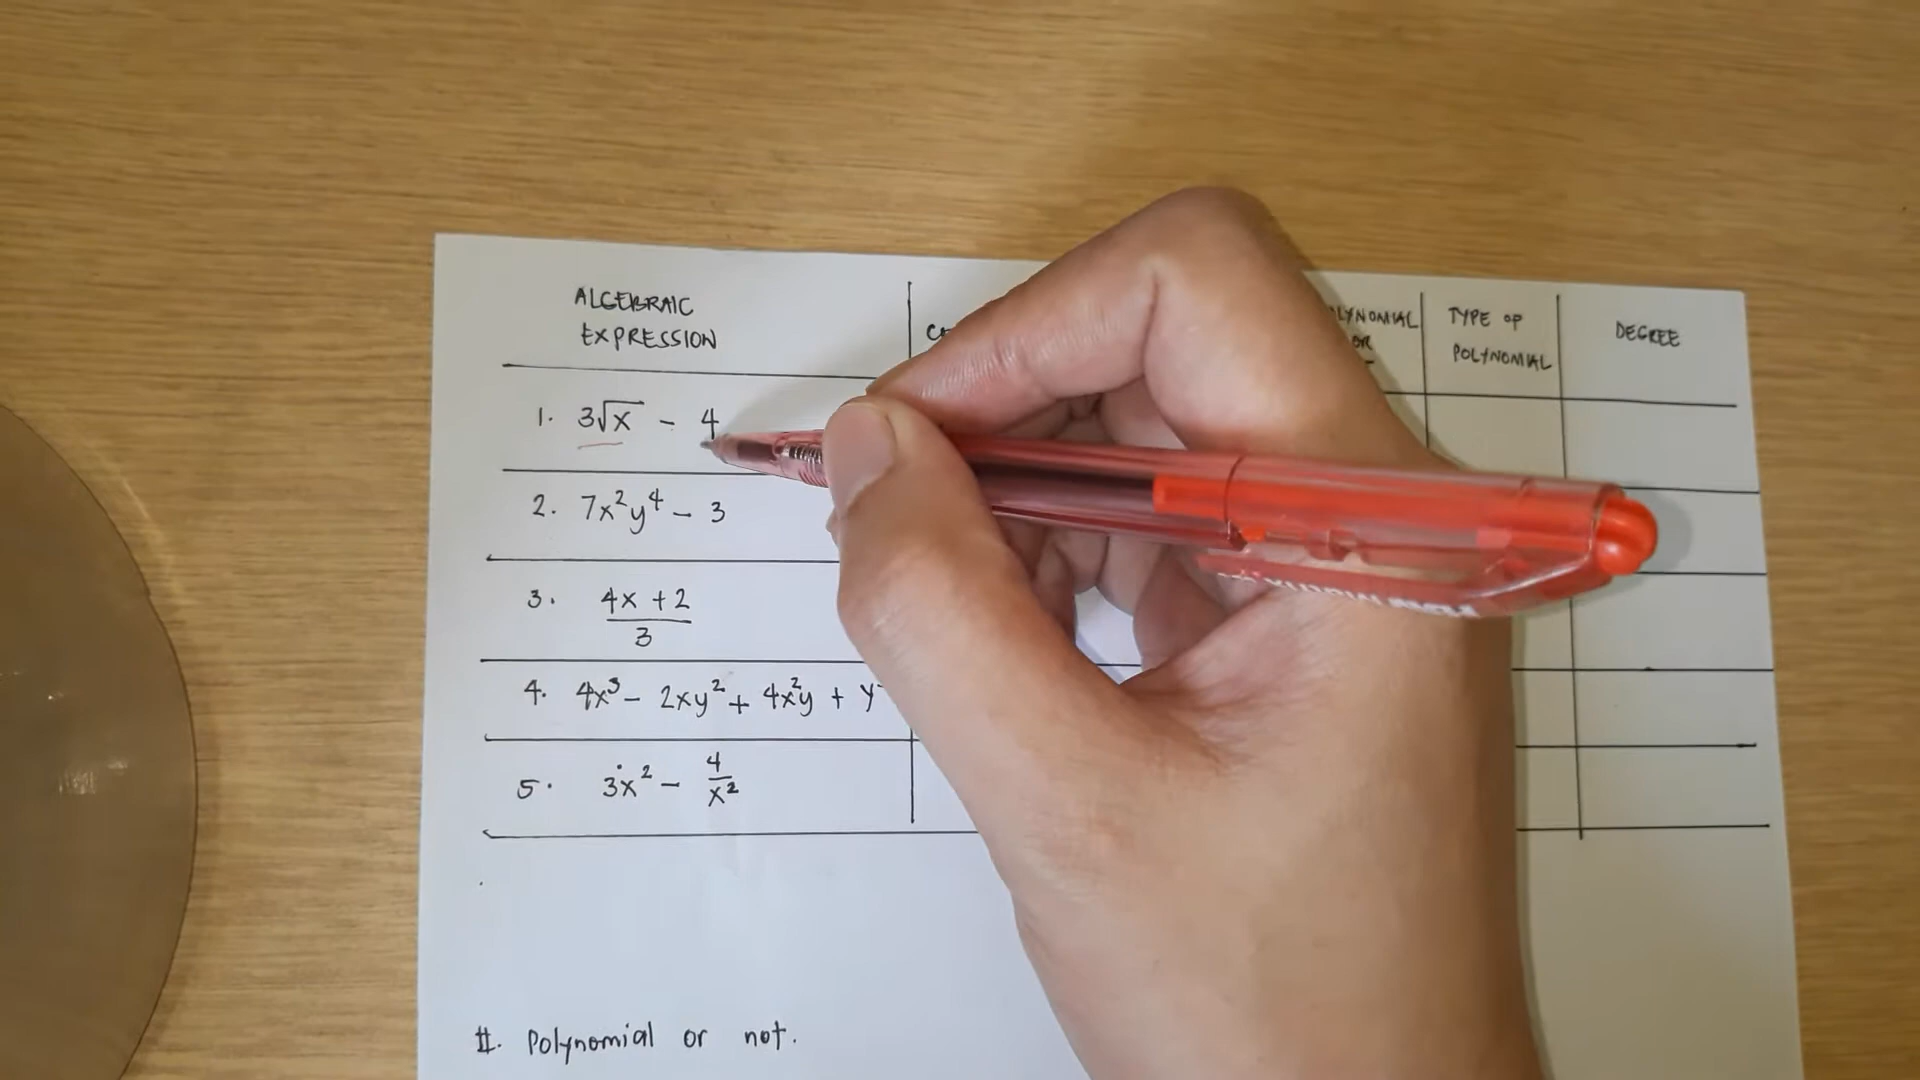 ALGEBRAIC
EXPRESSION
TYPE OF
POLYNOMIAL
DEGREE
1. 3√x - 4
2. 7x²y⁴ - 3
3. 4x + 2
3
4. 4x³ - 2xy² + 4x²y + y
5. 3x² - 4
x²
II. Polynomial or not.